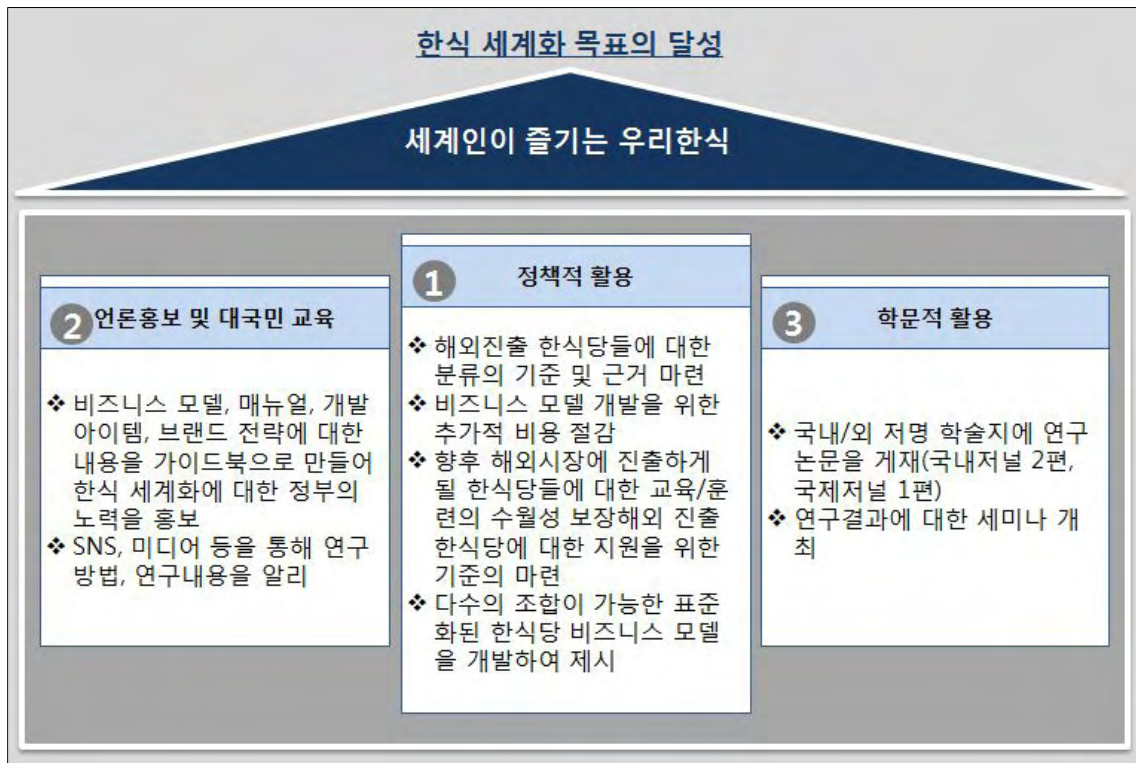 한식 세계화 목표의 달성
세계인이 즐기는 우리한식
2 언론홍보 및 대국민 교육
❖ 비즈니스 모델, 매뉴얼, 개발
아이템, 브랜드 전략에 대한
내용을 가이드북으로 만들어
한식 세계화에 대한 정부의
노력을 홍보
❖ SNS, 미디어 등을 통해 연구
방법, 연구내용을 알리
1 정책적 활용
❖ 해외진출 한식당들에 대한
분류의 기준 및 근거 마련
❖ 비즈니스 모델 개발을 위한
추가적 비용 절감
❖ 향후 해외시장에 진출하게
될 한식당들에 대한 교육/훈
련의 수월성 보장해외 진출
한식당에 대한 지원을 위한
기준의 마련
❖ 다수의 조합이 가능한 표준
화된 한식당 비즈니스 모델
을 개발하여 제시
3 학문적 활용
❖ 국내/외 저명 학술지에 연구
논문을 게재(국내저널 2편,
국제저널 1편)
❖ 연구결과에 대한 세미나 개
최